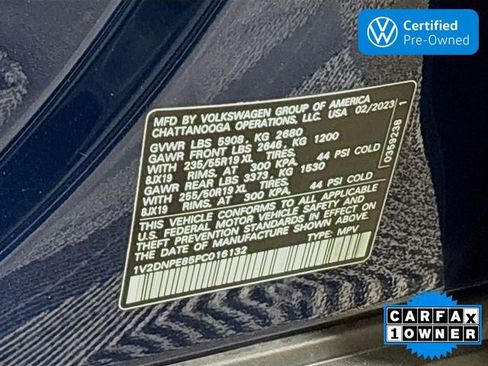 Certified
Pre-Owned
MFD. BY VOLKSWAGEN GROUP OF AMERICA
CHATTANOOGA OPERATIONS, LLC. USA 02/2023
GVWR LBS 5908, KG 2680
GAWR FRONT LBS 2646, KG 1200
235/55R19 XL TIRES. 44 PSI COLD
8JX19 RIMS. AT 300 KPA.
GAWR REAR LBS 3373, KG 1530
255/50R19 XL TIRES. 44 PSI COLD
8JX19 RIMS. AT 300 KPA.
THIS VEHICLE CONFORMS TO ALL APPLICABLE
U.S. FEDERAL MOTOR VEHICLE SAFETY AND
THEFT PREVENTION STANDARDS IN EFFECT ON
THE DATE OF MANUFACTURE SHOWN ABOVE
1V2DNPE85PC016132 TYPE: MPV
0359238 1
CARFAX
1 OWNER